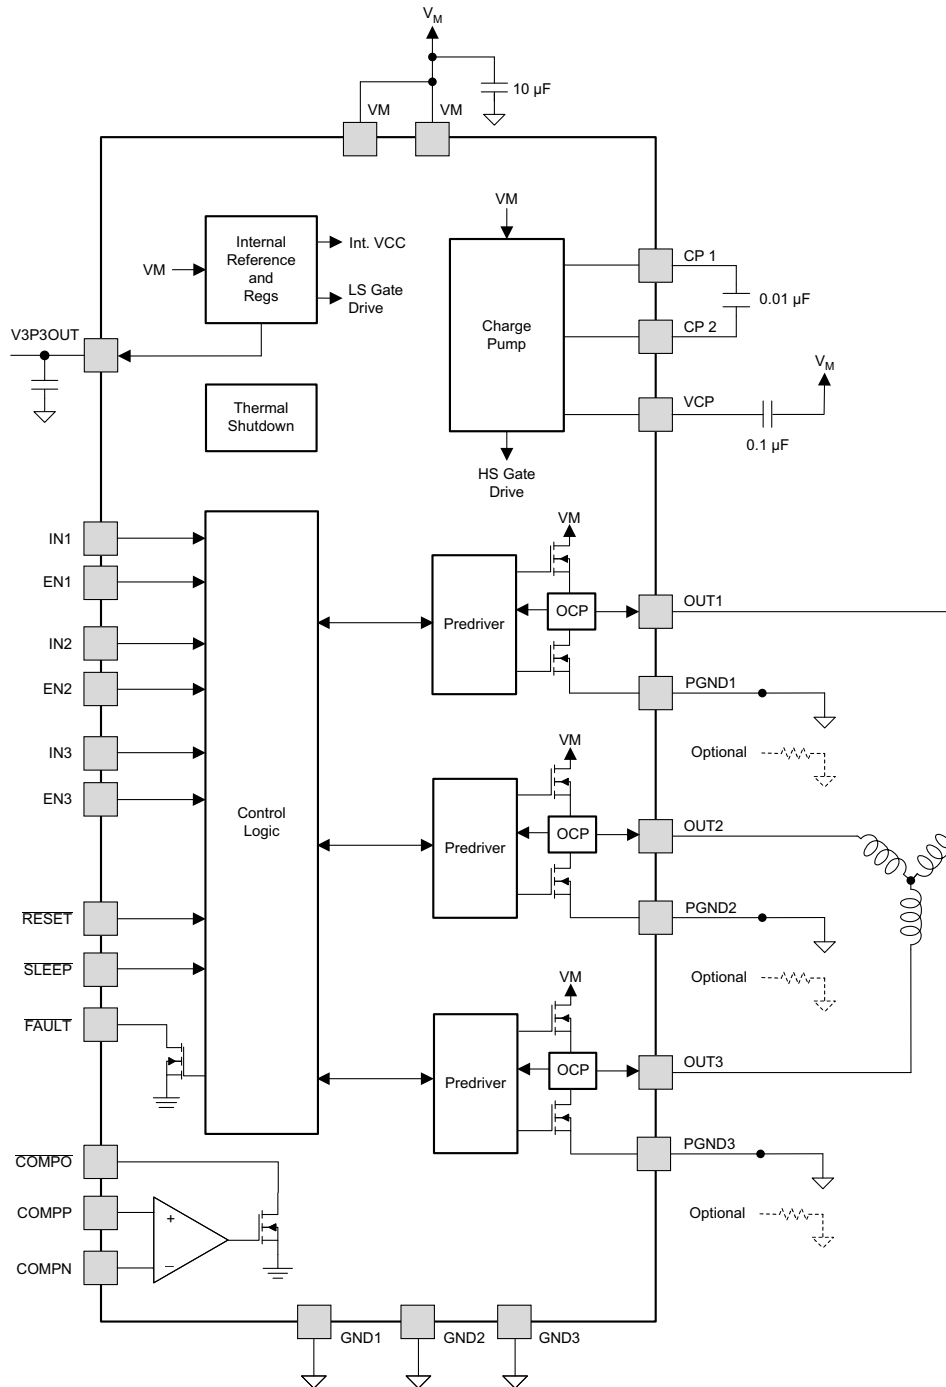 V_M
10 µF
VM
VM
VM
Internal
Reference
and
Regs
Int. VCC
VM
LS Gate
Drive
CP 1
0.01 µF
Charge
Pump
CP 2
V3P3OUT
V_M
Thermal
Shutdown
VCP
0.1 µF
HS Gate
Drive
IN1
EN1
IN2
EN2
IN3
EN3
RESET
SLEEP
FAULT
COMPO
COMPP
COMPN
+
–
Control
Logic
VM
Predriver
OCP
OUT1
PGND1
Optional
VM
Predriver
OCP
OUT2
PGND2
Optional
VM
Predriver
OCP
OUT3
PGND3
Optional
GND1
GND2
GND3